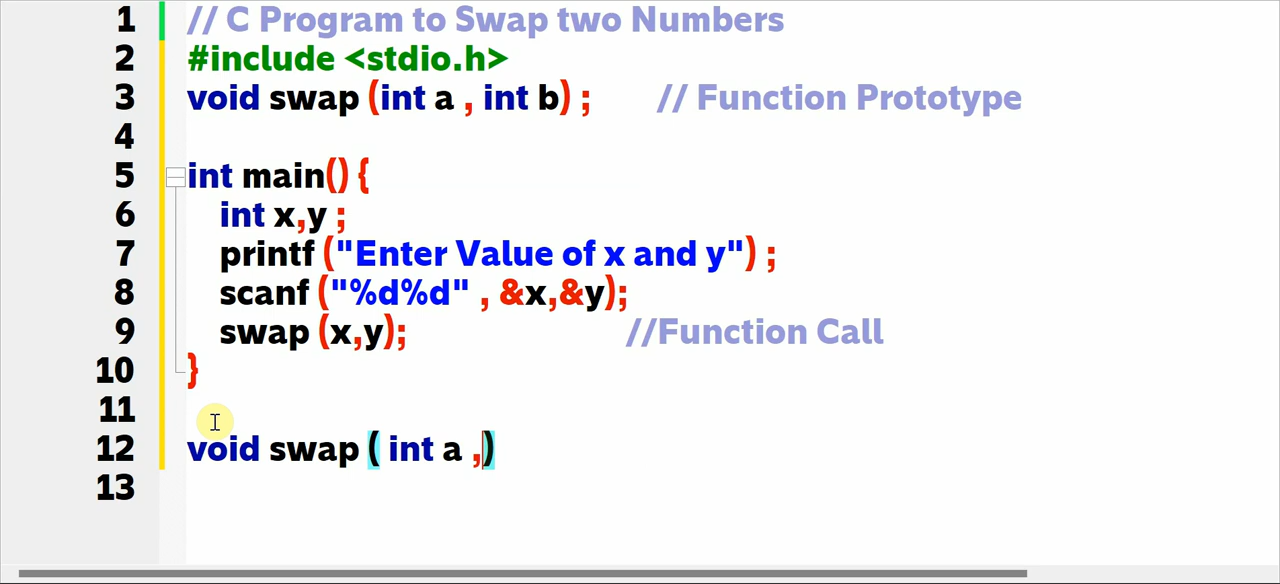 1 // C Program to Swap two Numbers
2 #include <stdio.h>
3 void swap (int a , int b) ; // Function Prototype
4
5 int main() {
6 int x,y ;
7 printf ("Enter Value of x and y") ;
8 scanf ("%d%d" , &x,&y);
9 swap (x,y); //Function Call
10 }
11
12 void swap ( int a ,)
13